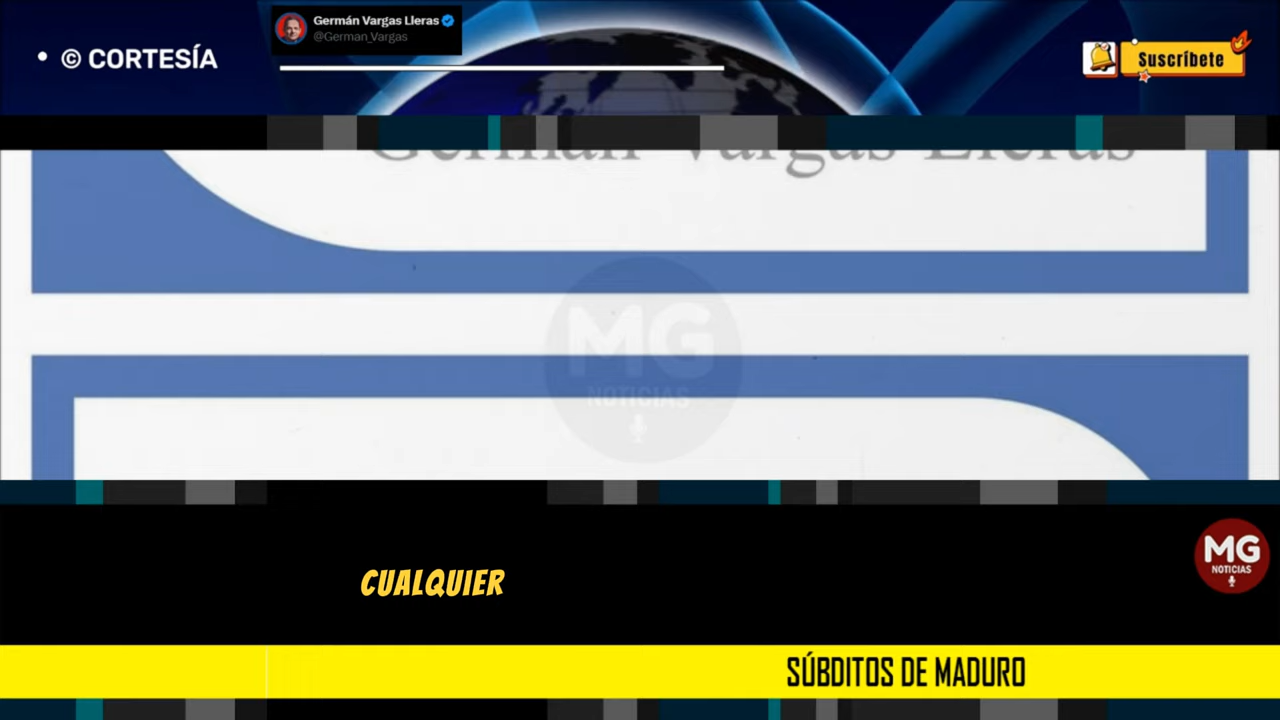 • © CORTESÍA
Germán Vargas Lleras
@German_Vargas
Suscríbete
Germán Vargas Lleras
MG
NOTICIAS
CUALQUIER
MG
NOTICIAS
SÚBDITOS DE MADURO